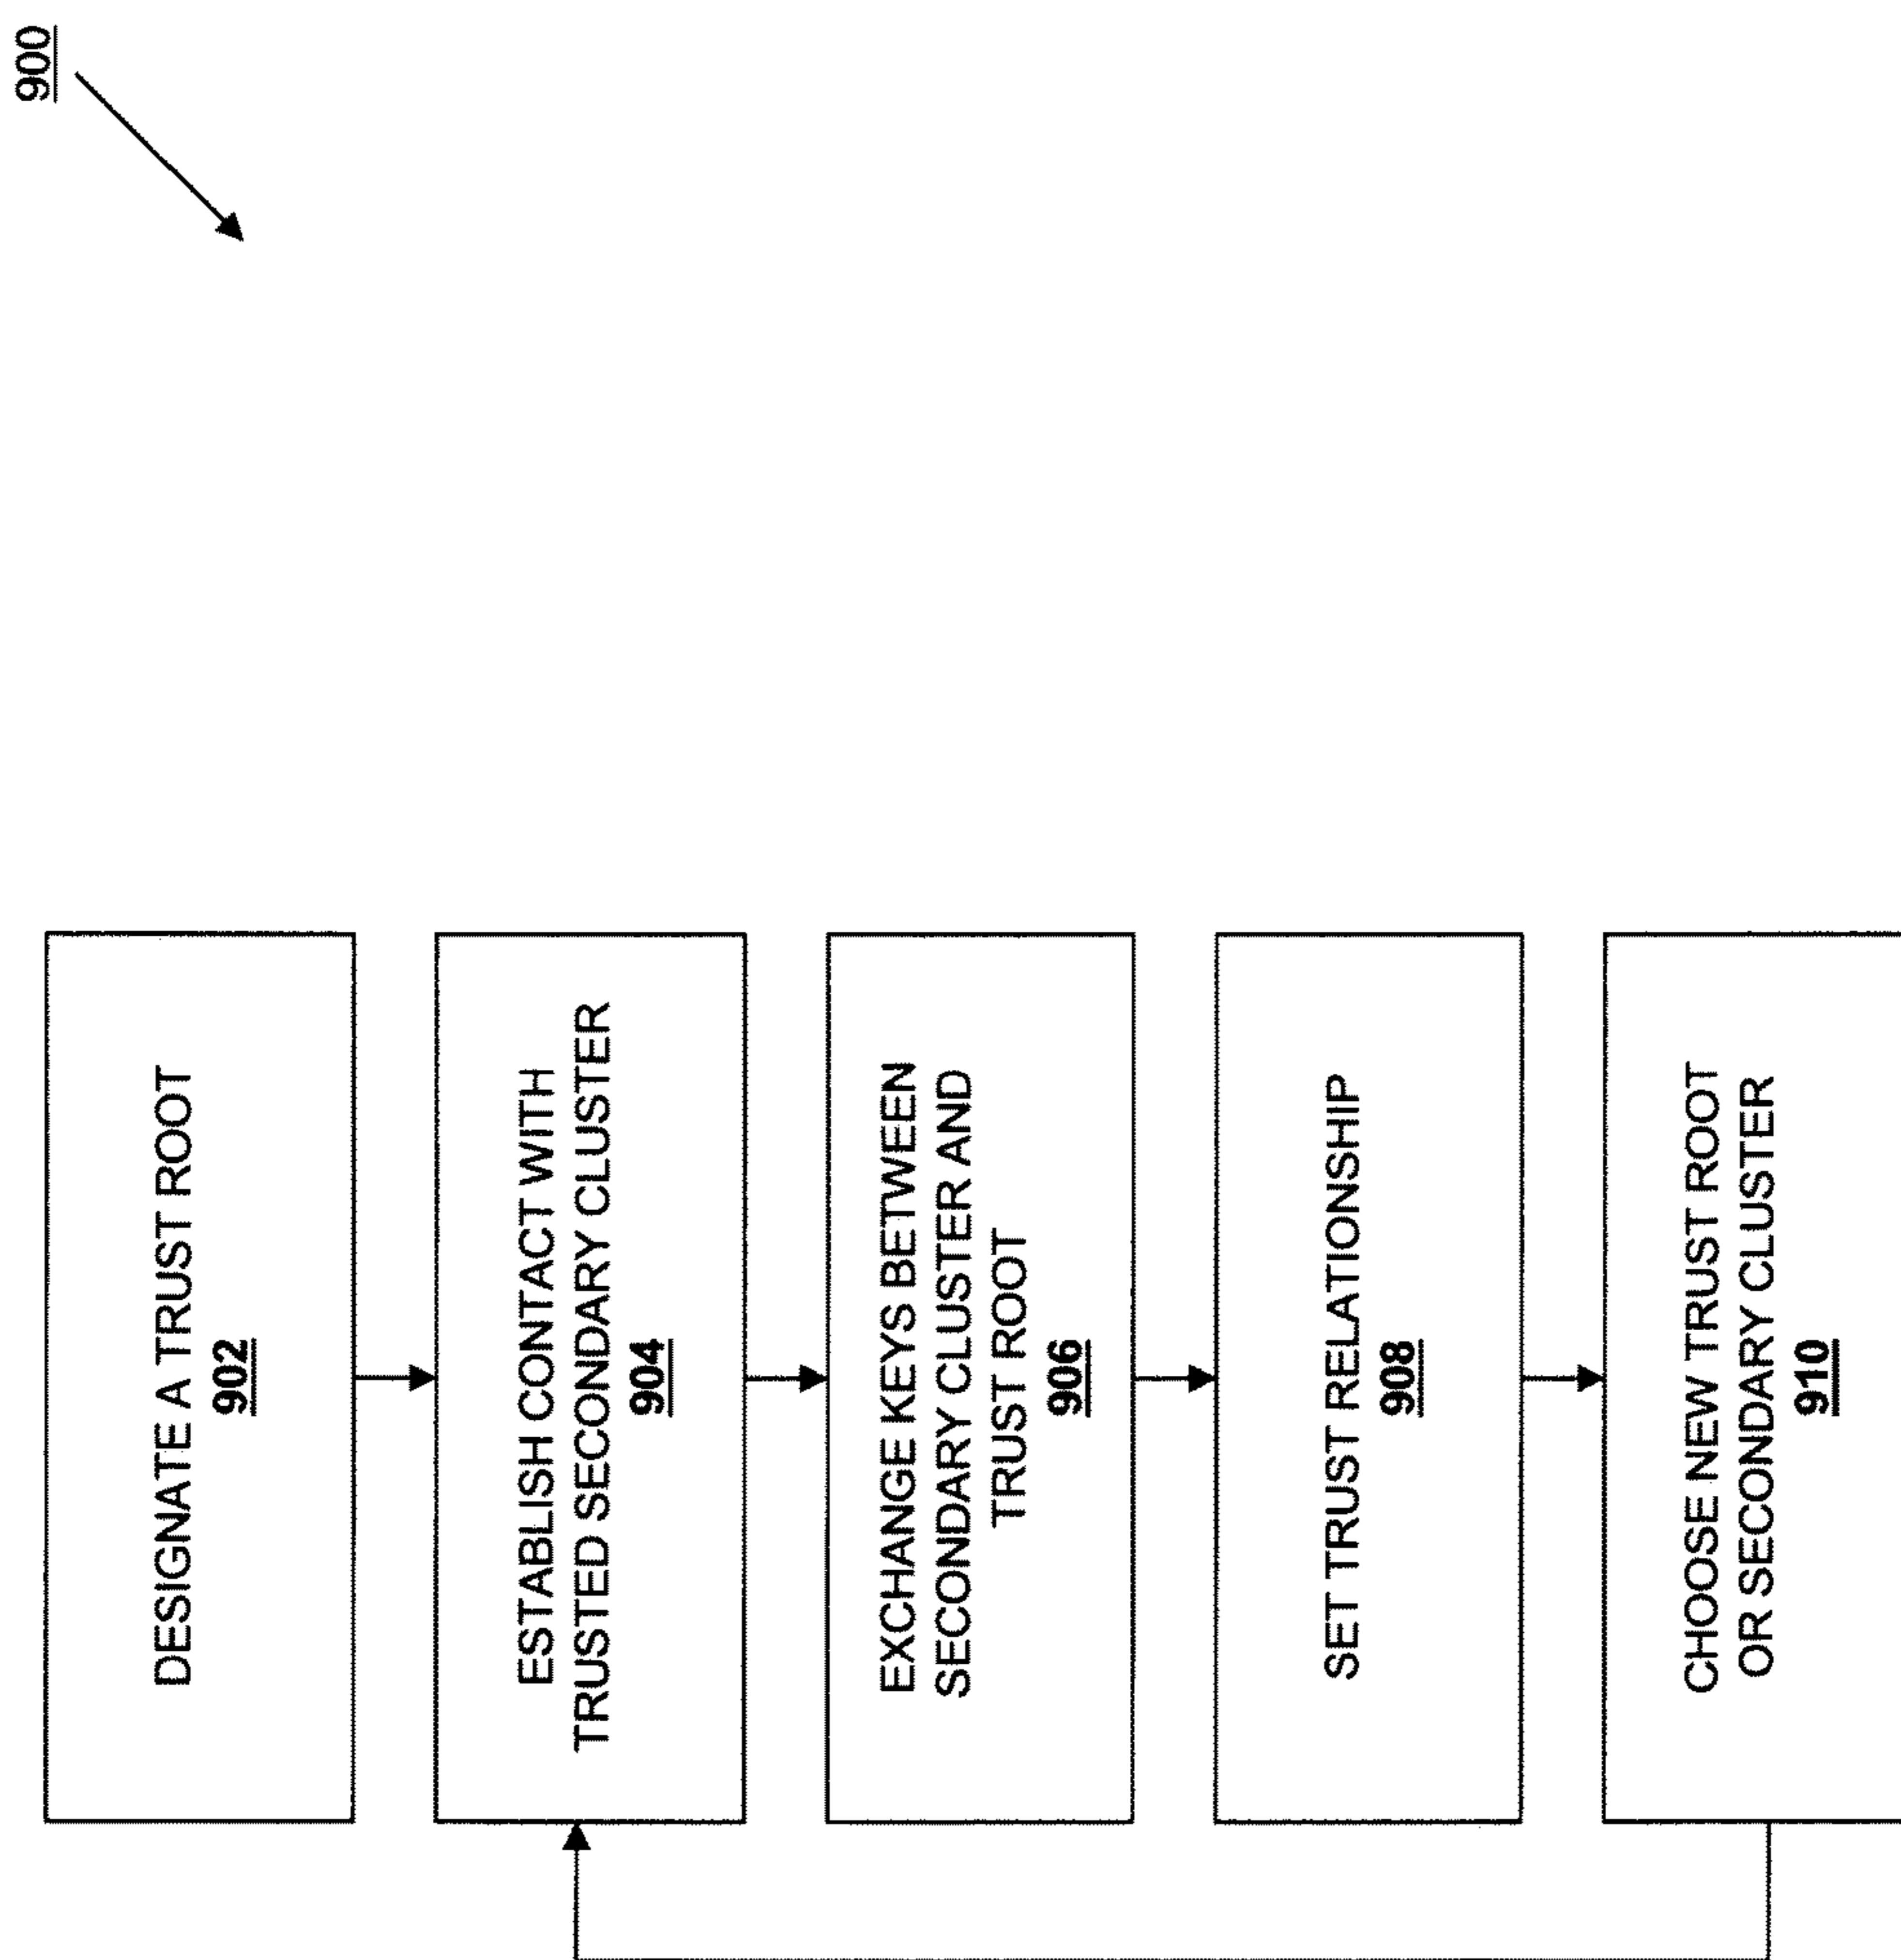 900
DESIGNATE A TRUST ROOT
902
ESTABLISH CONTACT WITH
TRUSTED SECONDARY CLUSTER
904
EXCHANGE KEYS BETWEEN
SECONDARY CLUSTER AND
TRUST ROOT
906
SET TRUST RELATIONSHIP
908
CHOOSE NEW TRUST ROOT
OR SECONDARY CLUSTER
910